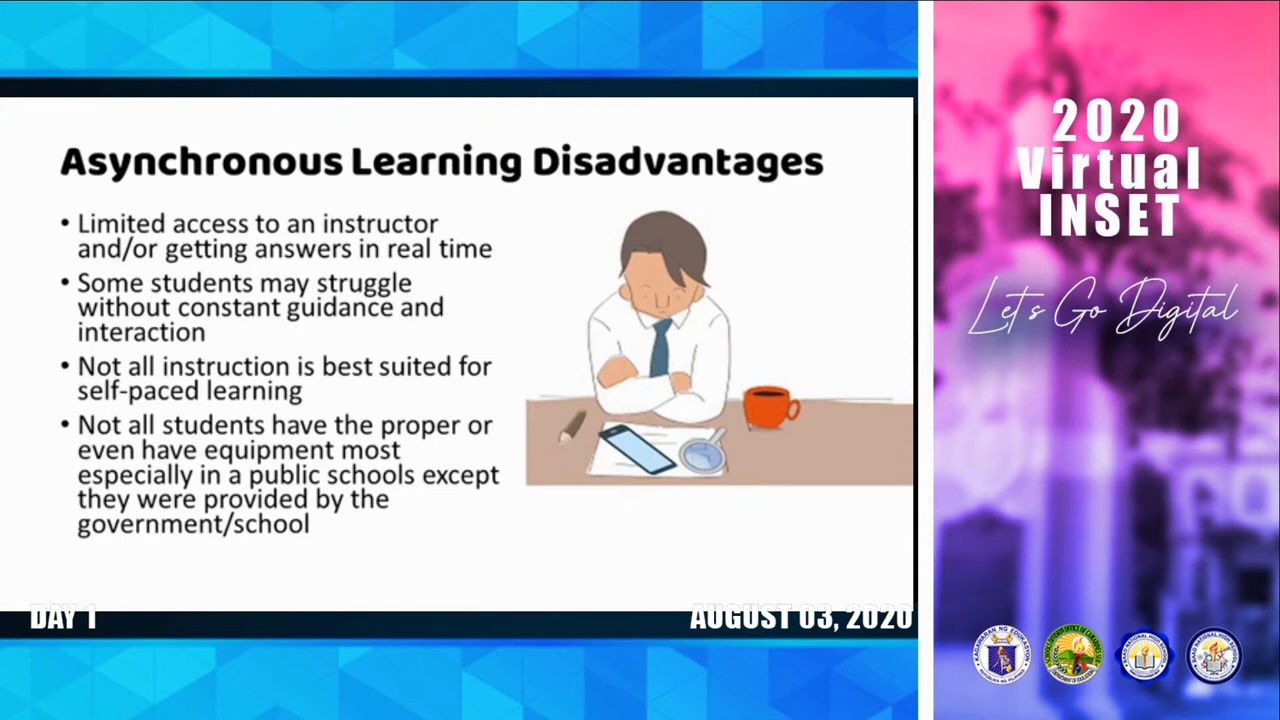 Asynchronous Learning Disadvantages
• Limited access to an instructor
and/or getting answers in real time
• Some students may struggle
without constant guidance and
interaction
• Not all instruction is best suited for
self-paced learning
• Not all students have the proper or
even have equipment most
especially in a public schools except
they were provided by the
government/school
DAY 1
AUGUST 03, 2020
2020
Virtual
INSET
Let's Go Digital